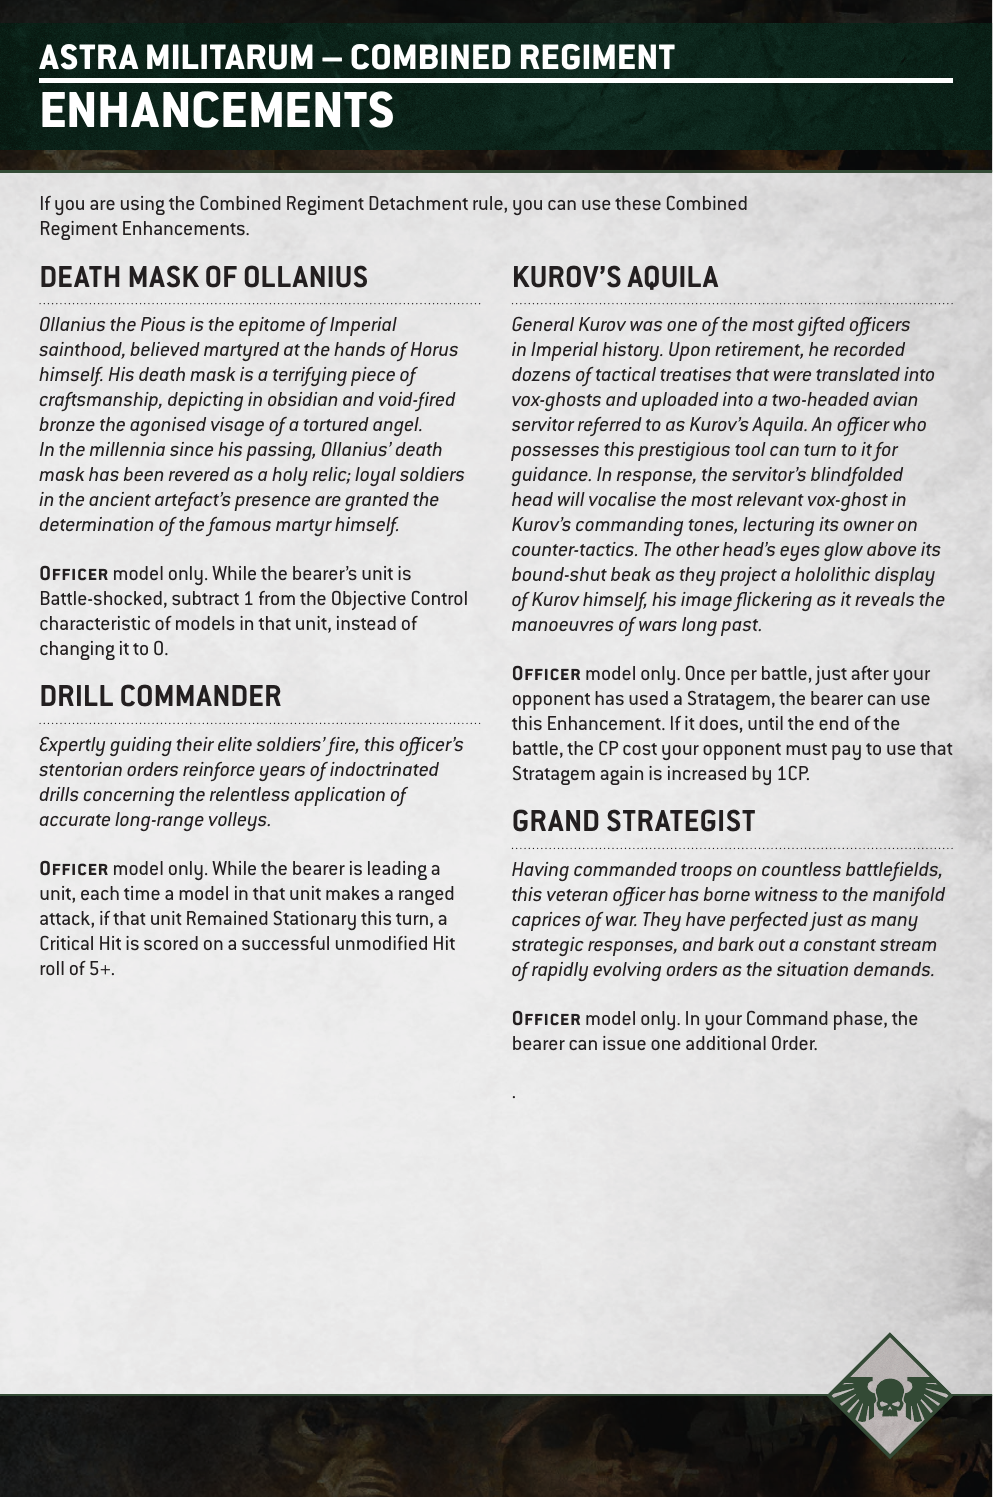 ASTRA MILITARUM – COMBINED REGIMENT
ENHANCEMENTS
If you are using the Combined Regiment Detachment rule, you can use these Combined
Regiment Enhancements.
DEATH MASK OF OLLANIUS
Ollanius the Pious is the epitome of Imperial
sainthood, believed martyred at the hands of Horus
himself. His death mask is a terrifying piece of
craftsmanship, depicting in obsidian and void-fired
bronze the agonised visage of a tortured angel.
In the millennia since his passing, Ollanius’ death
mask has been revered as a holy relic; loyal soldiers
in the ancient artefact’s presence are granted the
determination of the famous martyr himself.
OFFICER model only. While the bearer’s unit is
Battle-shocked, subtract 1 from the Objective Control
characteristic of models in that unit, instead of
changing it to 0.
DRILL COMMANDER
Expertly guiding their elite soldiers’ fire, this officer’s
stentorian orders reinforce years of indoctrinated
drills concerning the relentless application of
accurate long-range volleys.
OFFICER model only. While the bearer is leading a
unit, each time a model in that unit makes a ranged
attack, if that unit Remained Stationary this turn, a
Critical Hit is scored on a successful unmodified Hit
roll of 5+.
KUROV’S AQUILA
General Kurov was one of the most gifted officers
in Imperial history. Upon retirement, he recorded
dozens of tactical treatises that were translated into
vox-ghosts and uploaded into a two-headed avian
servitor referred to as Kurov’s Aquila. An officer who
possesses this prestigious tool can turn to it for
guidance. In response, the servitor’s blindfolded
head will vocalise the most relevant vox-ghost in
Kurov’s commanding tones, lecturing its owner on
counter-tactics. The other head’s eyes glow above its
bound-shut beak as they project a hololithic display
of Kurov himself, his image flickering as it reveals the
manoeuvres of wars long past.
OFFICER model only. Once per battle, just after your
opponent has used a Stratagem, the bearer can use
this Enhancement. If it does, until the end of the
battle, the CP cost your opponent must pay to use that
Stratagem again is increased by 1CP.
GRAND STRATEGIST
Having commanded troops on countless battlefields,
this veteran officer has borne witness to the manifold
caprices of war. They have perfected just as many
strategic responses, and bark out a constant stream
of rapidly evolving orders as the situation demands.
OFFICER model only. In your Command phase, the
bearer can issue one additional Order.
.